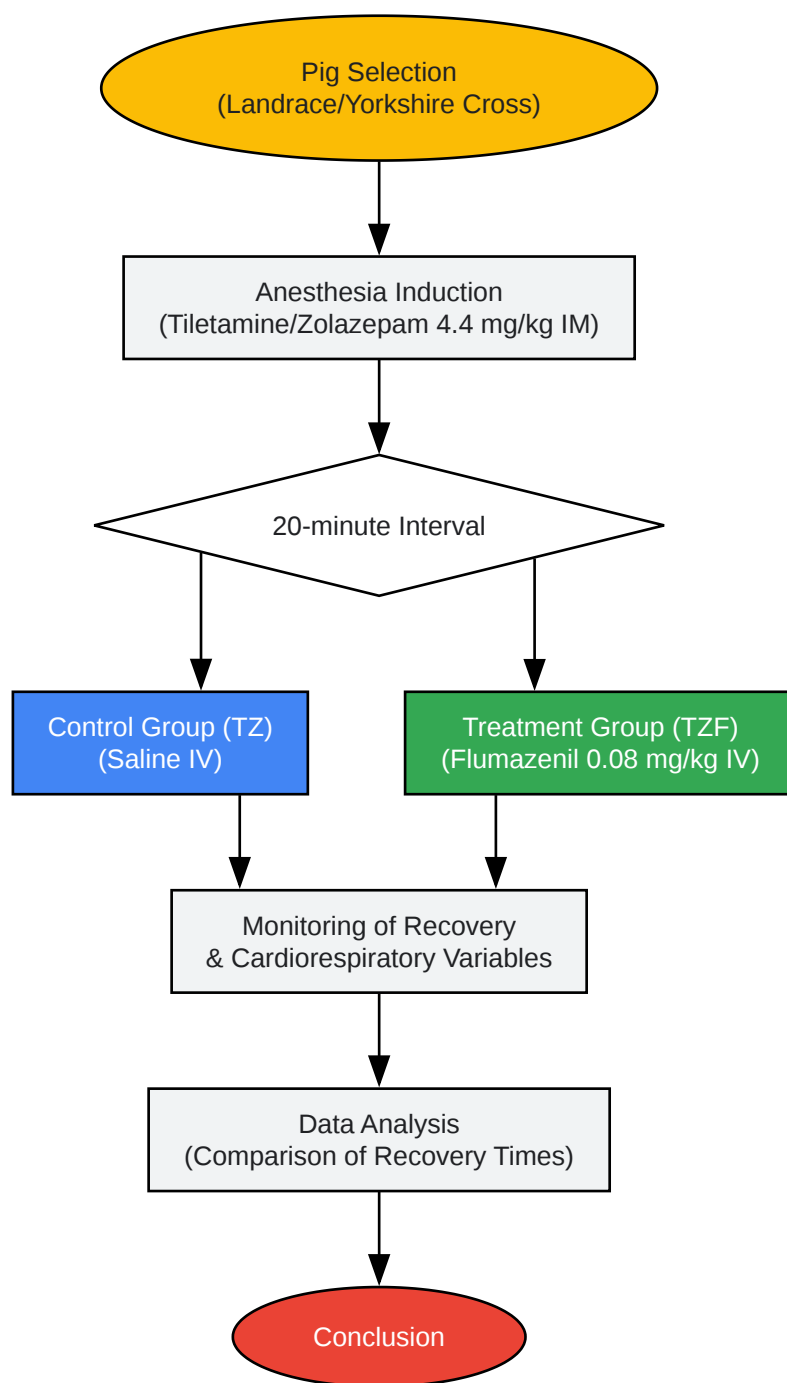 Pig Selection
(Landrace/Yorkshire Cross)
Anesthesia Induction
(Tiletamine/Zolazepam 4.4 mg/kg IM)
20-minute Interval
Control Group (TZ)
(Saline IV)
Treatment Group (TZF)
(Flumazenil 0.08 mg/kg IV)
Monitoring of Recovery
& Cardiorespiratory Variables
Data Analysis
(Comparison of Recovery Times)
Conclusion